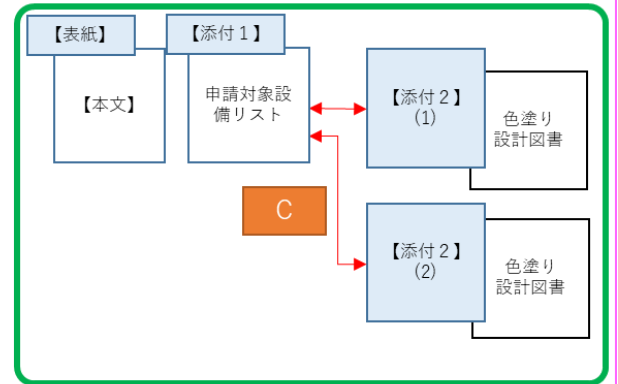 【表紙】
【添付１】
【本文】
申請対象設
備リスト
【添付２】
(1)
色塗り
設計図書
C
【添付２】
(2)
色塗り
設計図書